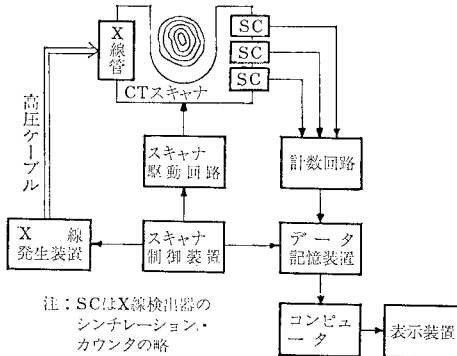 X
線
管
SC
SC
SC
CTスキャナ
高圧ケーブル
スキャナ
駆動回路
計数回路
X 線
発生装置
スキャナ
制御装置
データ
記憶装置
注：SCはX線検出器の
シンチレーション・
カウンタの略
コンピュ
ータ
表示装置